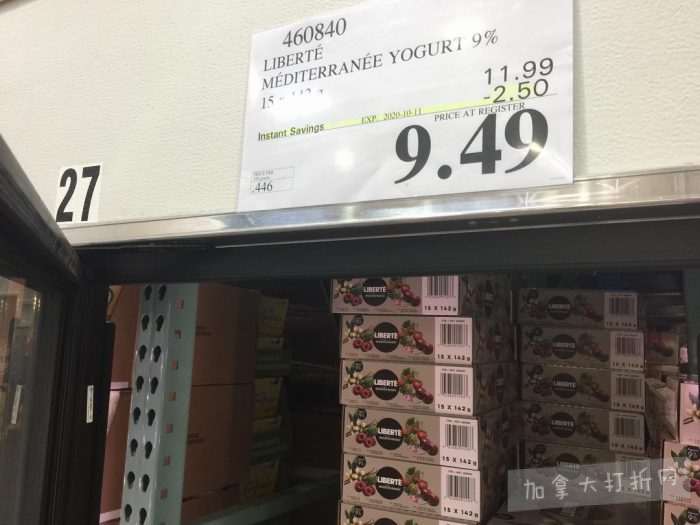 460840
LIBERTÉ
MÉDITERRANÉE YOGURT 9%
15 x 142 g
11.99
-2.50
EXP. 2020-10-11
Instant Savings
PRICE AT REGISTER
9.49
.446
27
LIBERTÉ
15 X 142 g
LIBERTÉ
15 X 142 g
LIBERTÉ
15 X 142 g
LIBERTÉ
15 X 142 g
LIBERTÉ
加拿大打折网